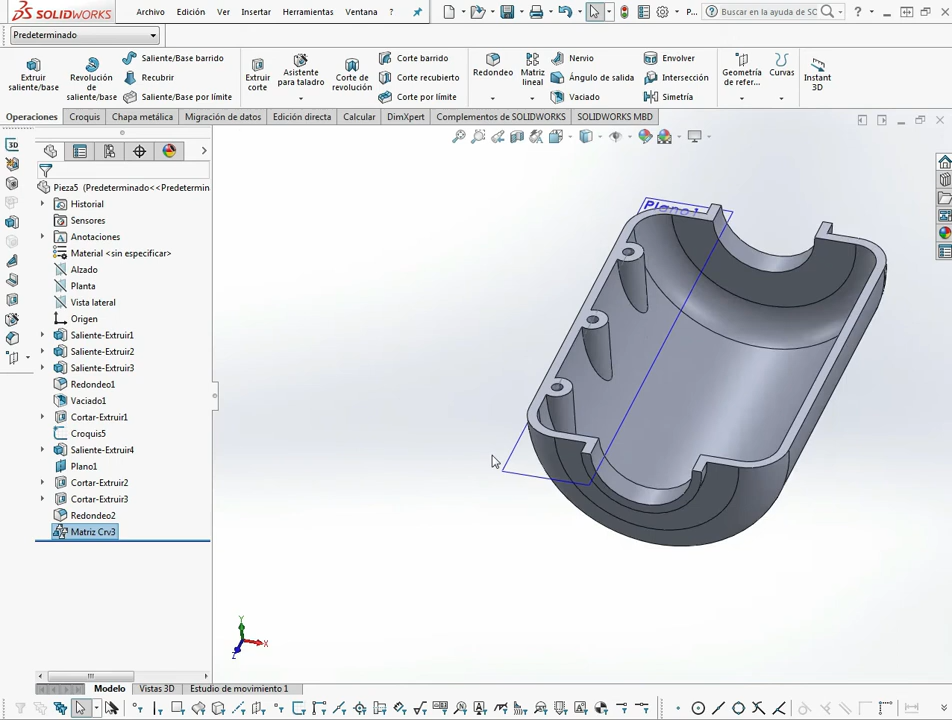 SOLIDWORKS
Archivo
Edición
Ver
Insertar
Herramientas
Ventana
?
P...
Buscar en la ayuda de SC
?
Predeterminado
Extruir
saliente/base
Revolución
de
saliente/base
Saliente/Base barrido
Recubrir
Saliente/Base por límite
Extruir
corte
Asistente
para
taladro
Corte de
revolución
Corte barrido
Corte recubierto
Corte por límite
Redondeo
Matriz
lineal
Nervio
Ángulo de salida
Vaciado
Envolver
Intersección
Simetría
Geometría
de refer...
Curvas
Instant
3D
Operaciones
Croquis
Chapa metálica
Migración de datos
Edición directa
Calcular
DimXpert
Complementos de SOLIDWORKS
SOLIDWORKS MBD
Pieza5 (Predeterminado<<Predetermin
Historial
Sensores
Anotaciones
Material <sin especificar>
Alzado
Planta
Vista lateral
Origen
Saliente-Extruir1
Saliente-Extruir2
Saliente-Extruir3
Redondeo1
Vaciado1
Cortar-Extruir1
Croquis5
Saliente-Extruir4
Plano1
Cortar-Extruir2
Cortar-Extruir3
Redondeo2
Matriz Crv3
Plano1
Y
X
Z
Modelo
Vistas 3D
Estudio de movimiento 1